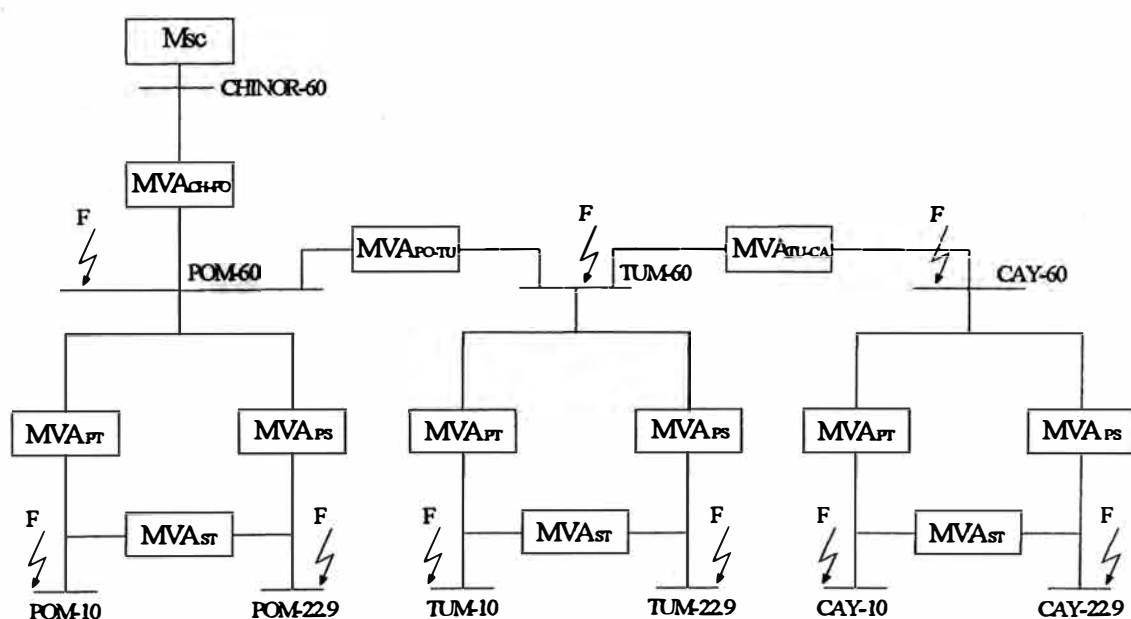 Msc
CHINOR-60
MVACH-PO
F
POM-60
MVAPO-TU
F
TUM-60
MVATU-CA
F
CAY-60
MVAPT
MVAPS
MVAPT
MVAPS
MVAPT
MVAPS
F
MVAST
F
F
MVAST
F
F
MVAST
F
POM-10
POM-22.9
TUM-10
TUM-22.9
CAY-10
CAY-22.9